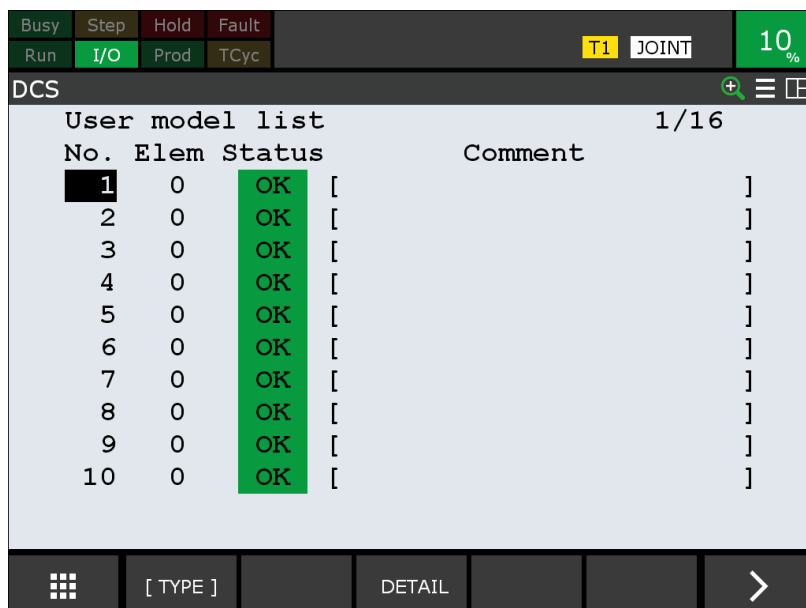 Busy Step Hold Fault
Run I/O Prod TCyc T1 JOINT 10%
DCS
User model list 1/16
No. Elem Status Comment
1 0 OK [ ]
2 0 OK [ ]
3 0 OK [ ]
4 0 OK [ ]
5 0 OK [ ]
6 0 OK [ ]
7 0 OK [ ]
8 0 OK [ ]
9 0 OK [ ]
10 0 OK [ ]
[ TYPE ] DETAIL >